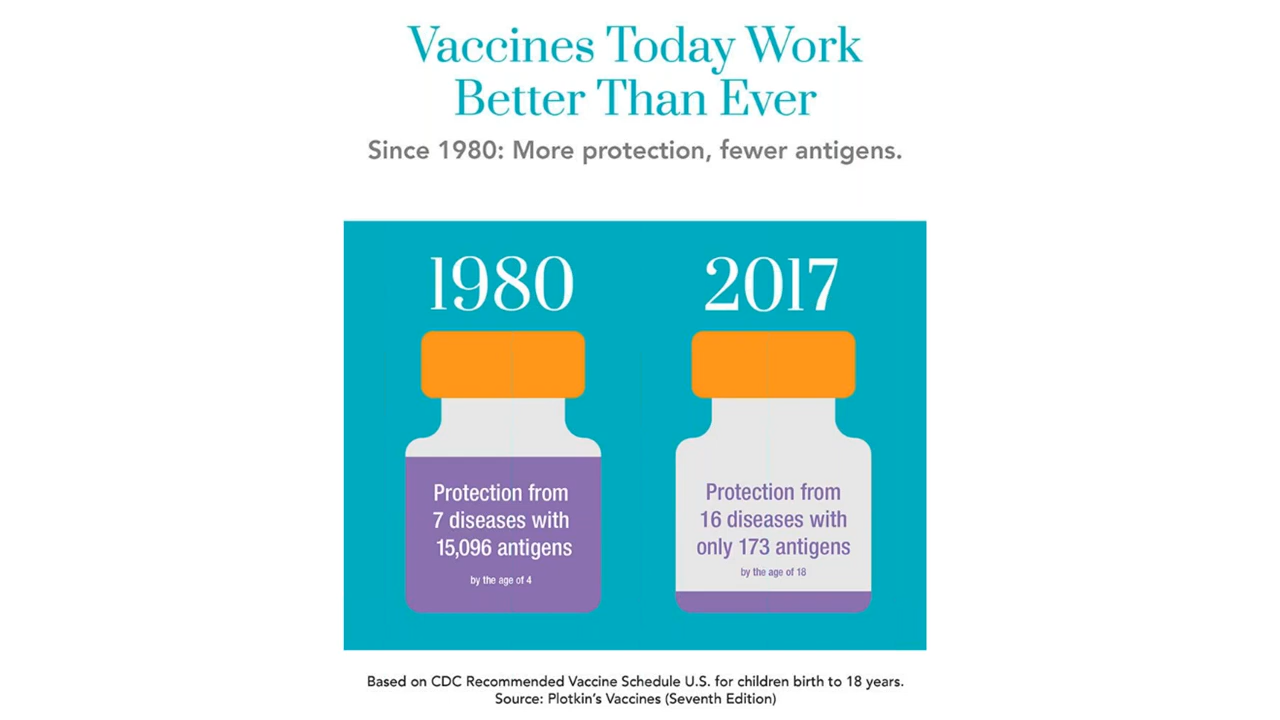 Vaccines Today Work
Better Than Ever
Since 1980: More protection, fewer antigens.
1980
Protection from
7 diseases with
15,096 antigens
by the age of 4
2017
Protection from
16 diseases with
only 173 antigens
by the age of 18
Based on CDC Recommended Vaccine Schedule U.S. for children birth to 18 years.
Source: Plotkin's Vaccines (Seventh Edition)